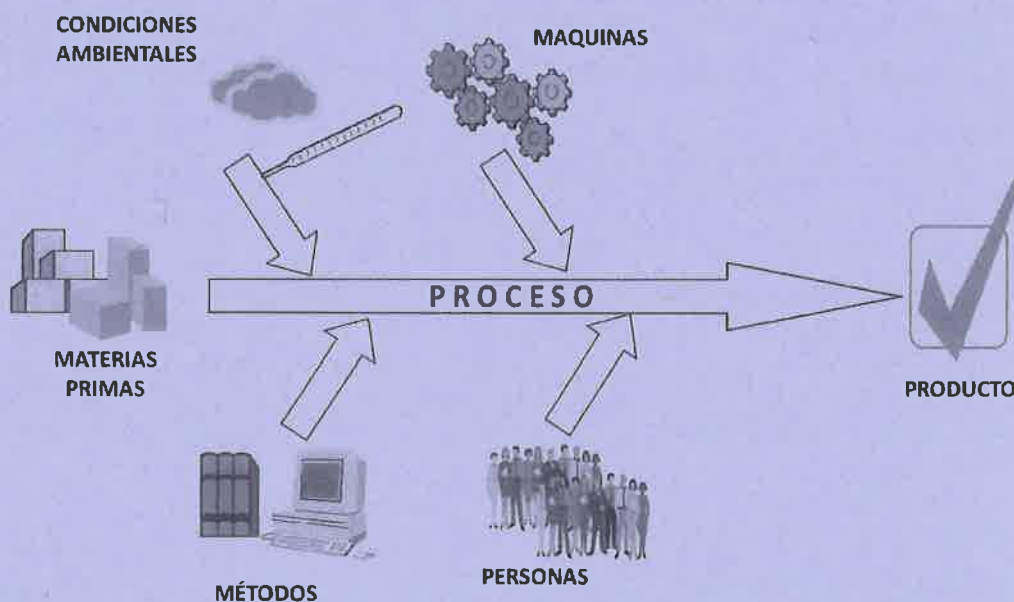 CONDICIONES
AMBIENTALES
MAQUINAS
PROCESO
MATERIAS
PRIMAS
PRODUCTO
MÉTODOS
PERSONAS